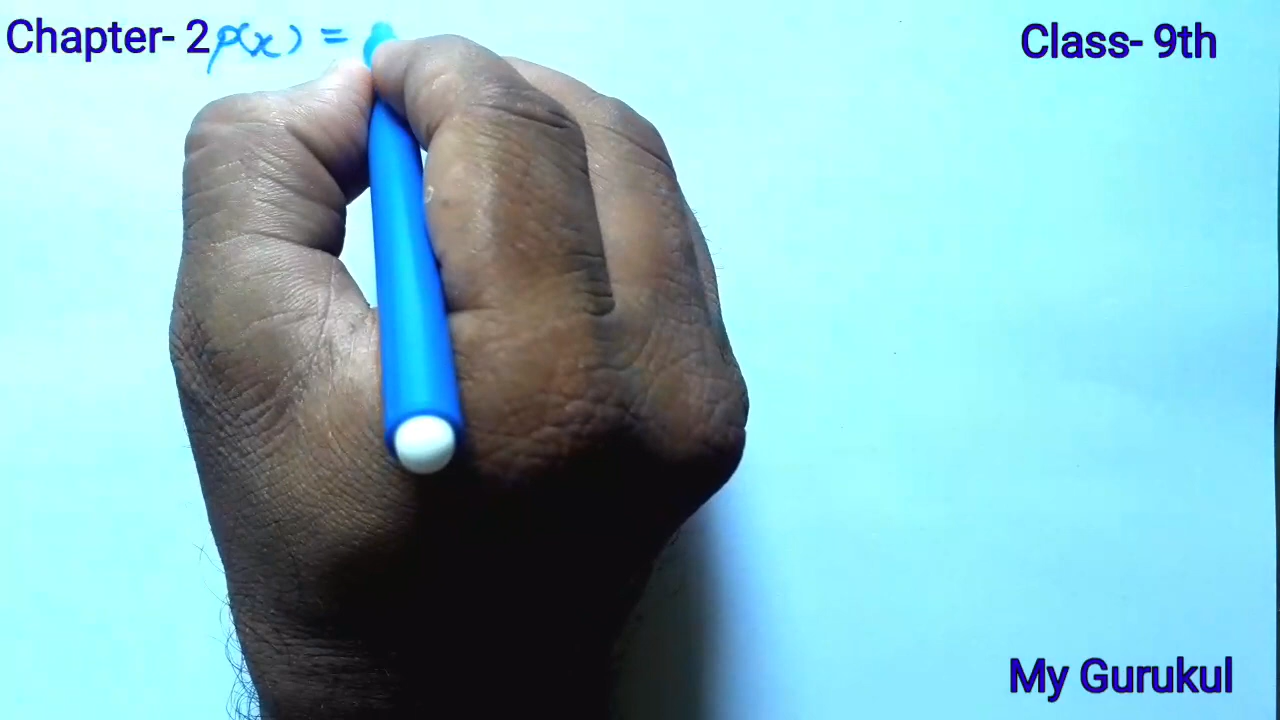 Chapter- 2 p(x) =
Class- 9th
My Gurukul